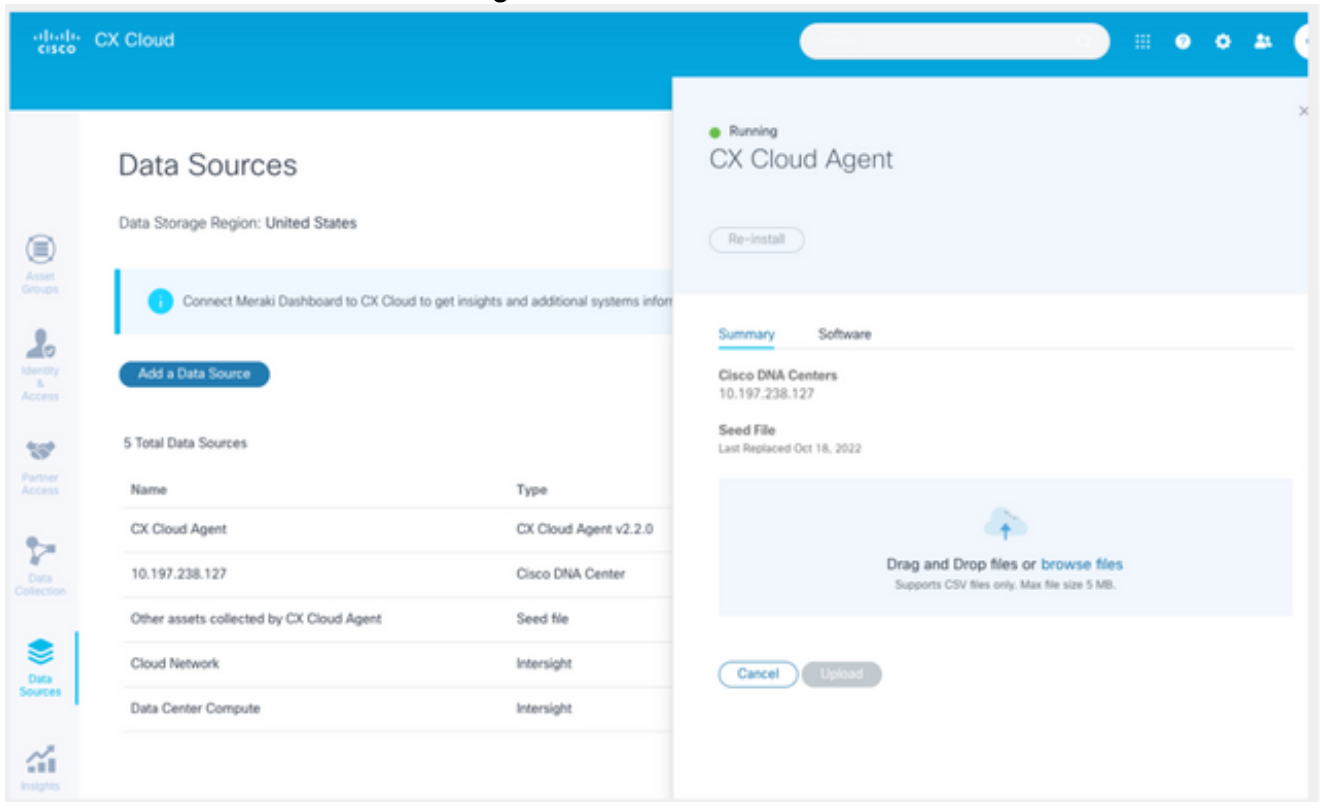 cisco CX Cloud
Data Sources
Data Storage Region: United States
Connect Meraki Dashboard to CX Cloud to get insights and additional systems infor
Add a Data Source
5 Total Data Sources
Name Type
CX Cloud Agent CX Cloud Agent v2.2.0
10.197.238.127 Cisco DNA Center
Other assets collected by CX Cloud Agent Seed file
Cloud Network Intersight
Data Center Compute Intersight
Asset
Groups
Identity
&
Access
Partner
Access
Data
Collection
Data
Sources
Insights
Running
CX Cloud Agent
Re-install
Summary Software
Cisco DNA Centers
10.197.238.127
Seed File
Last Replaced Oct 18, 2022
Drag and Drop files or browse files
Supports CSV files only. Max file size 5 MB.
Cancel Upload